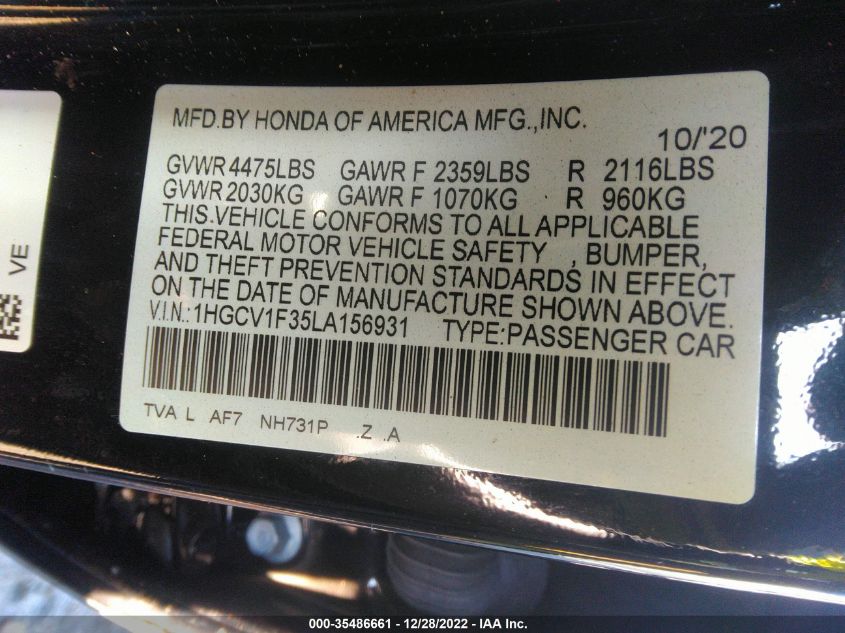 MFD.BY HONDA OF AMERICA MFG.,INC.
10/'20
GVWR 4475LBS GAWR F 2359LBS R 2116LBS
GVWR 2030KG GAWR F 1070KG R 960KG
THIS.VEHICLE CONFORMS TO ALL APPLICABLE
FEDERAL MOTOR VEHICLE SAFETY , BUMPER,
AND THEFT PREVENTION STANDARDS IN EFFECT
ON THE DATE OF MANUFACTURE SHOWN ABOVE.
V.I.N.:1HGCV1F35LA156931 TYPE:PASSENGER CAR
TVA L AF7 NH731P .Z .A
VE
000-35486661 - 12/28/2022 - IAA Inc.